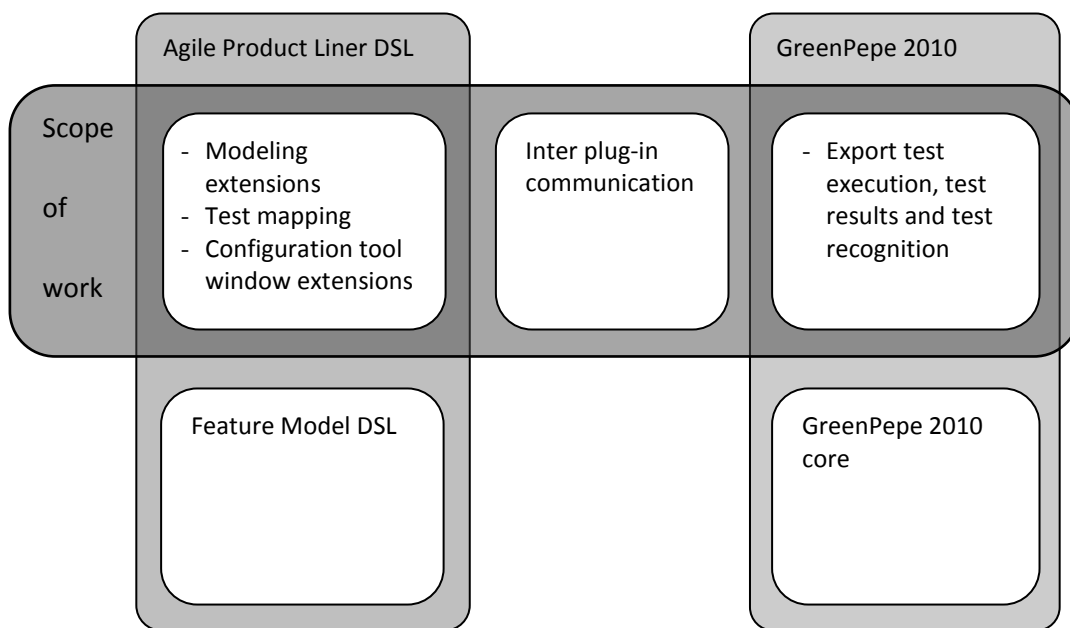 Agile Product Liner DSL
GreenPepe 2010
Scope
of
work
- Modeling
extensions
- Test mapping
- Configuration tool
window extensions
Inter plug-in
communication
- Export test
execution, test
results and test
recognition
Feature Model DSL
GreenPepe 2010
core